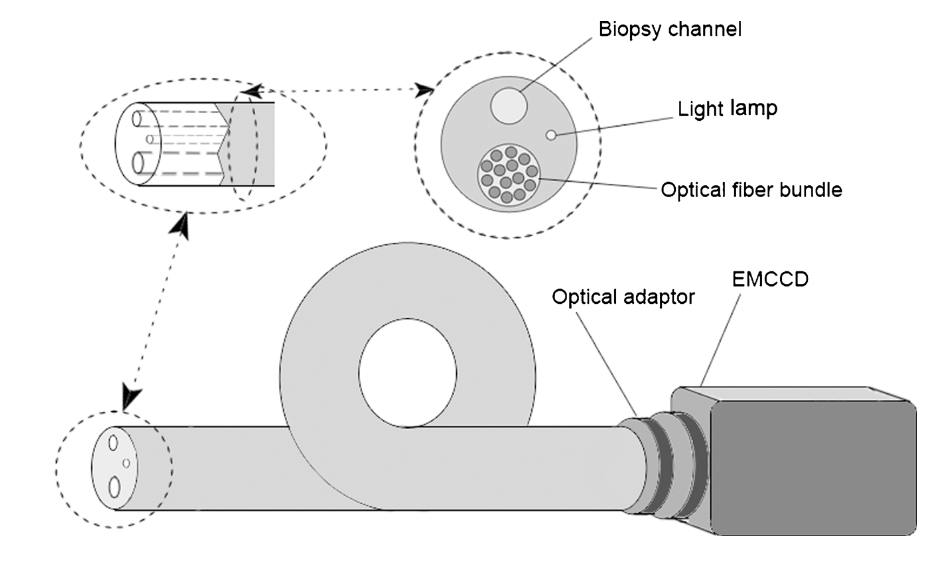 Biopsy channel
Light lamp
Optical fiber bundle
EMCCD
Optical adaptor